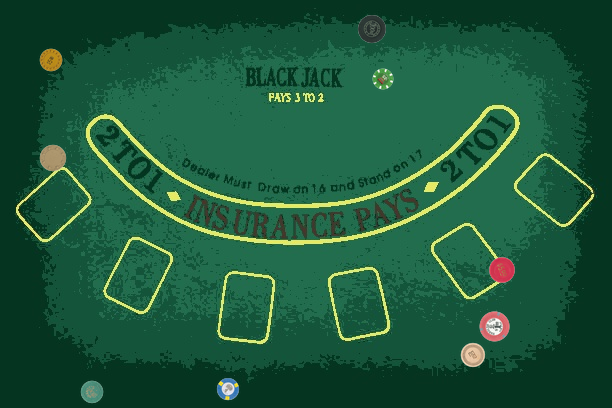 BLACK JACK
PAYS 3 TO 2
Dealer Must Draw on 16 and Stand on 17
2 TO 1 INSURANCE PAYS 2 TO 1